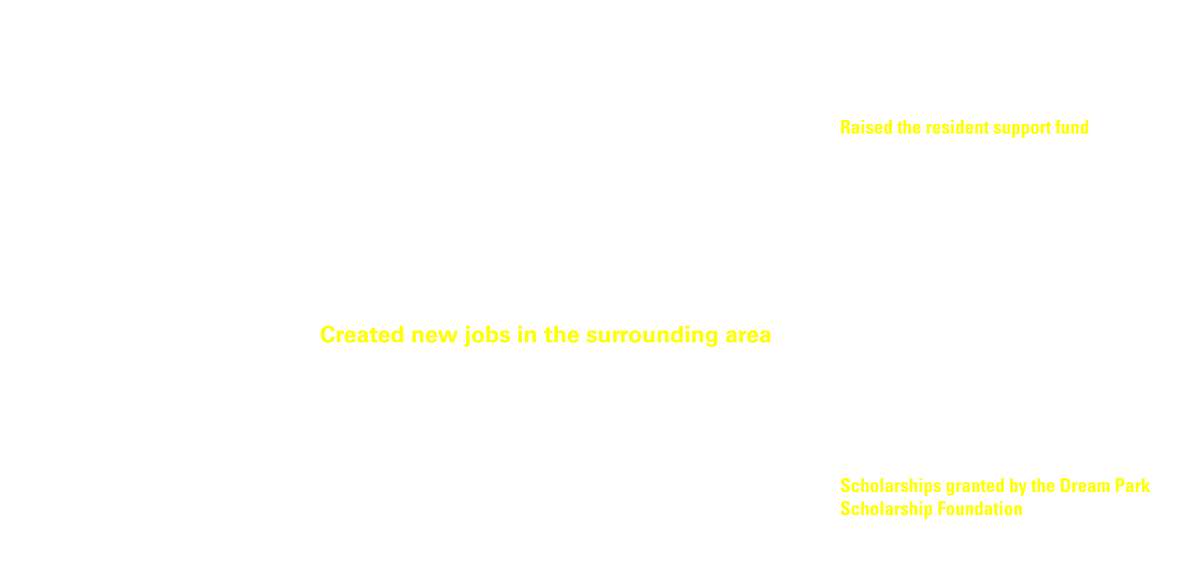 Raised the resident support fund
Created new jobs in the surrounding area
Scholarships granted by the Dream Park
Scholarship Foundation